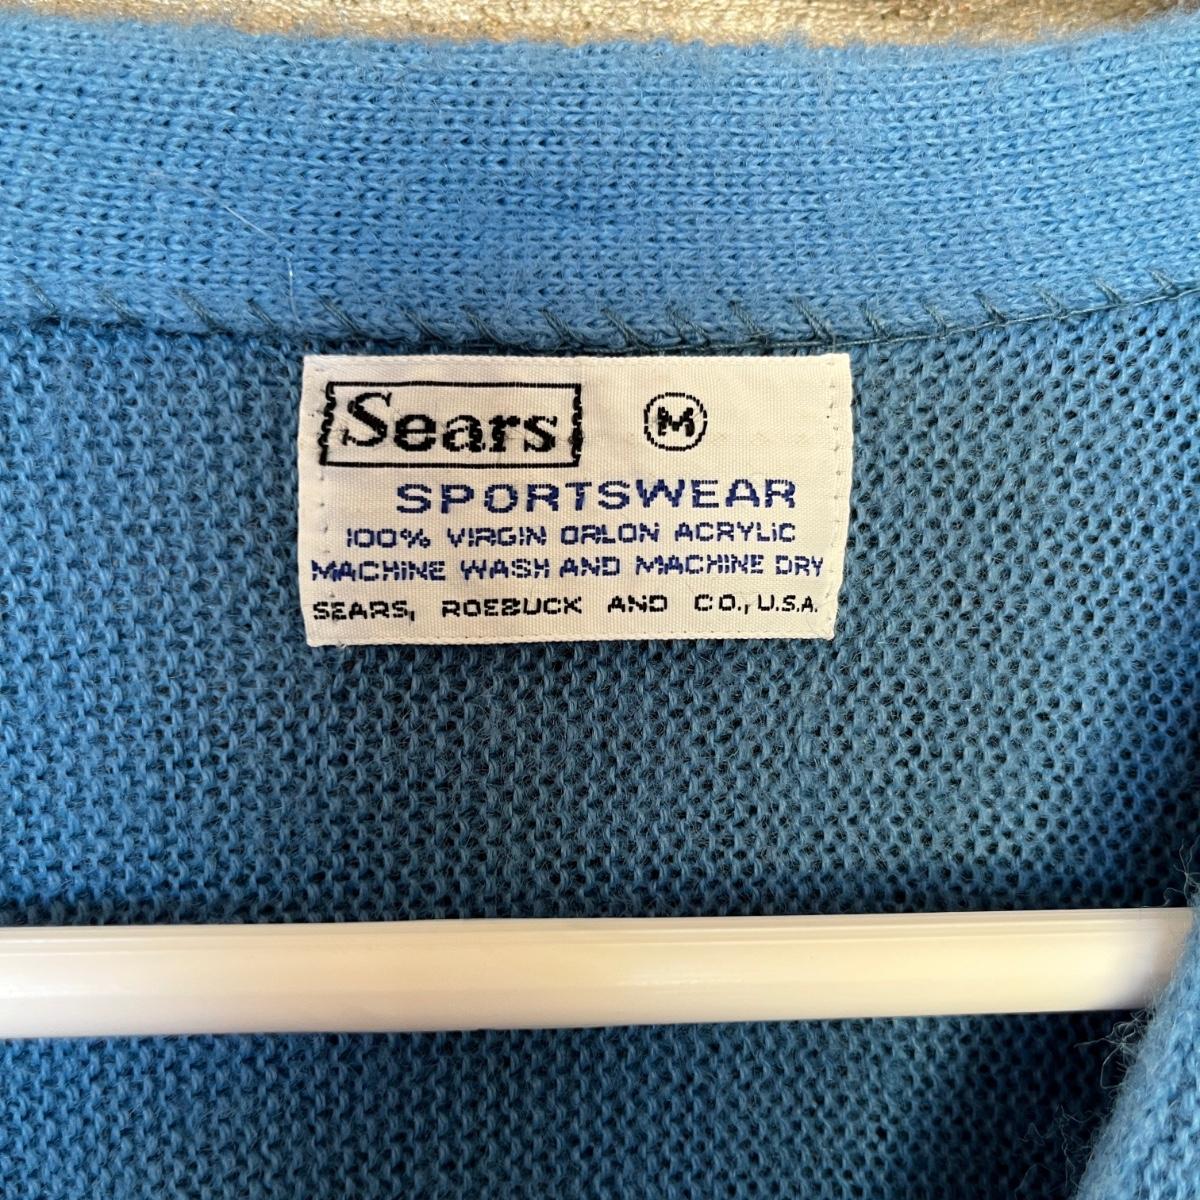 Sears M
SPORTSWEAR
100% VIRGIN ORLON ACRYLIC
MACHINE WASH AND MACHINE DRY
SEARS, ROEBUCK AND CO., U.S.A.